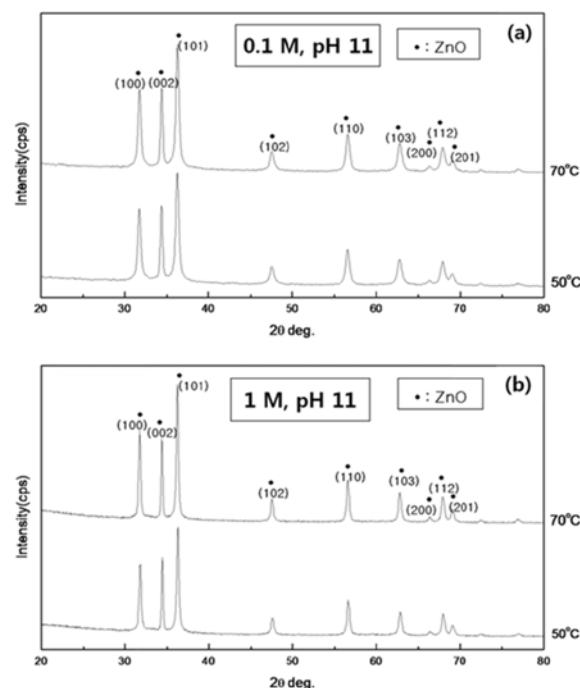 0.1 M, pH 11
• : ZnO
(a)
Intensity(cps)
(100)
(002)
(101)
(102)
(110)
(103)
(200)
(112)
(201)
70°C
50°C
20 30 40 50 60 70 80
2θ deg.
1 M, pH 11
• : ZnO
(b)
Intensity(cps)
(100)
(002)
(101)
(102)
(110)
(103)
(200)
(112)
(201)
70°C
50°C
20 30 40 50 60 70 80
2θ deg.